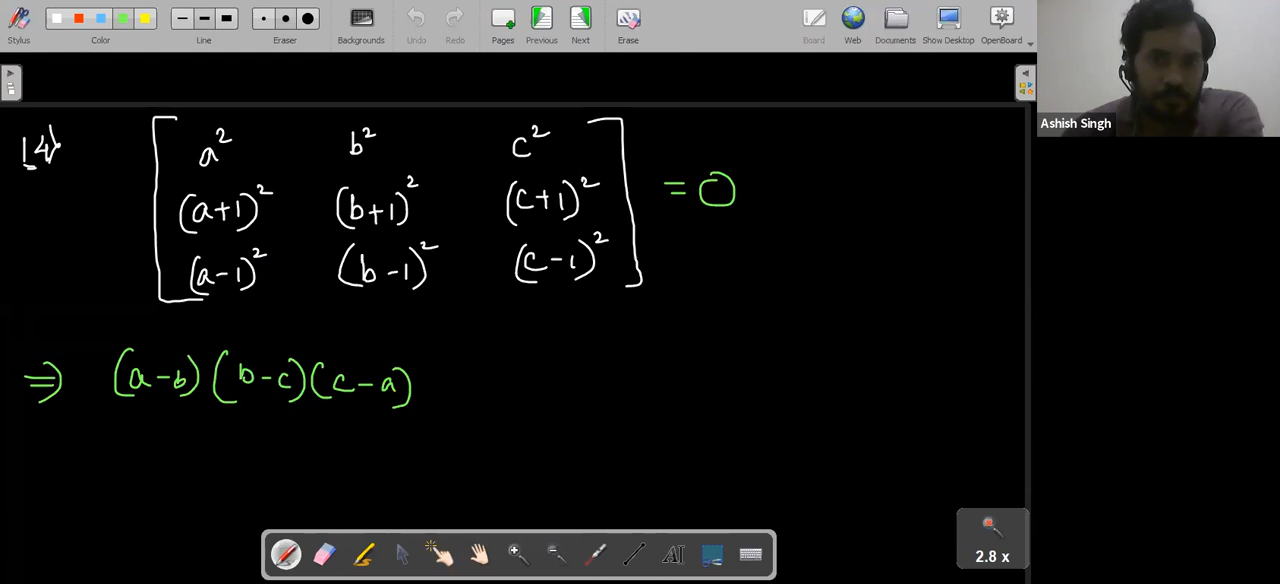 Stylus Color Line Eraser Backgrounds Undo Redo Pages Previous Next Erase Board Web Documents Show Desktop OpenBoard
Ashish Singh
14) [ a² b² c²
(a+1)² (b+1)² (c+1)² = 0
(a-1)² (b-1)² (c-1)² ]
⇒ (a-b)(b-c)(c-a)
AI
2.8 x